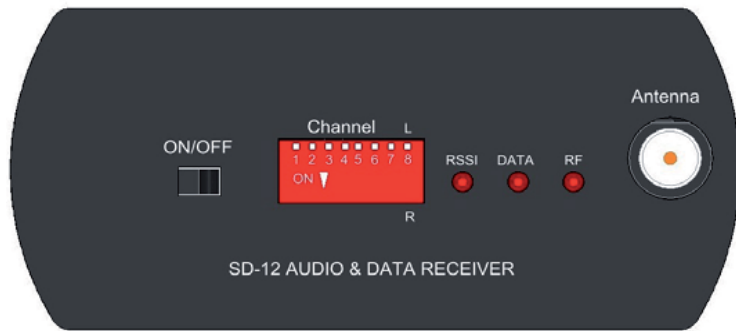 Antenna
Channel L
ON/OFF
1 2 3 4 5 6 7 8
ON
RSSI DATA RF
R
SD-12 AUDIO & DATA RECEIVER